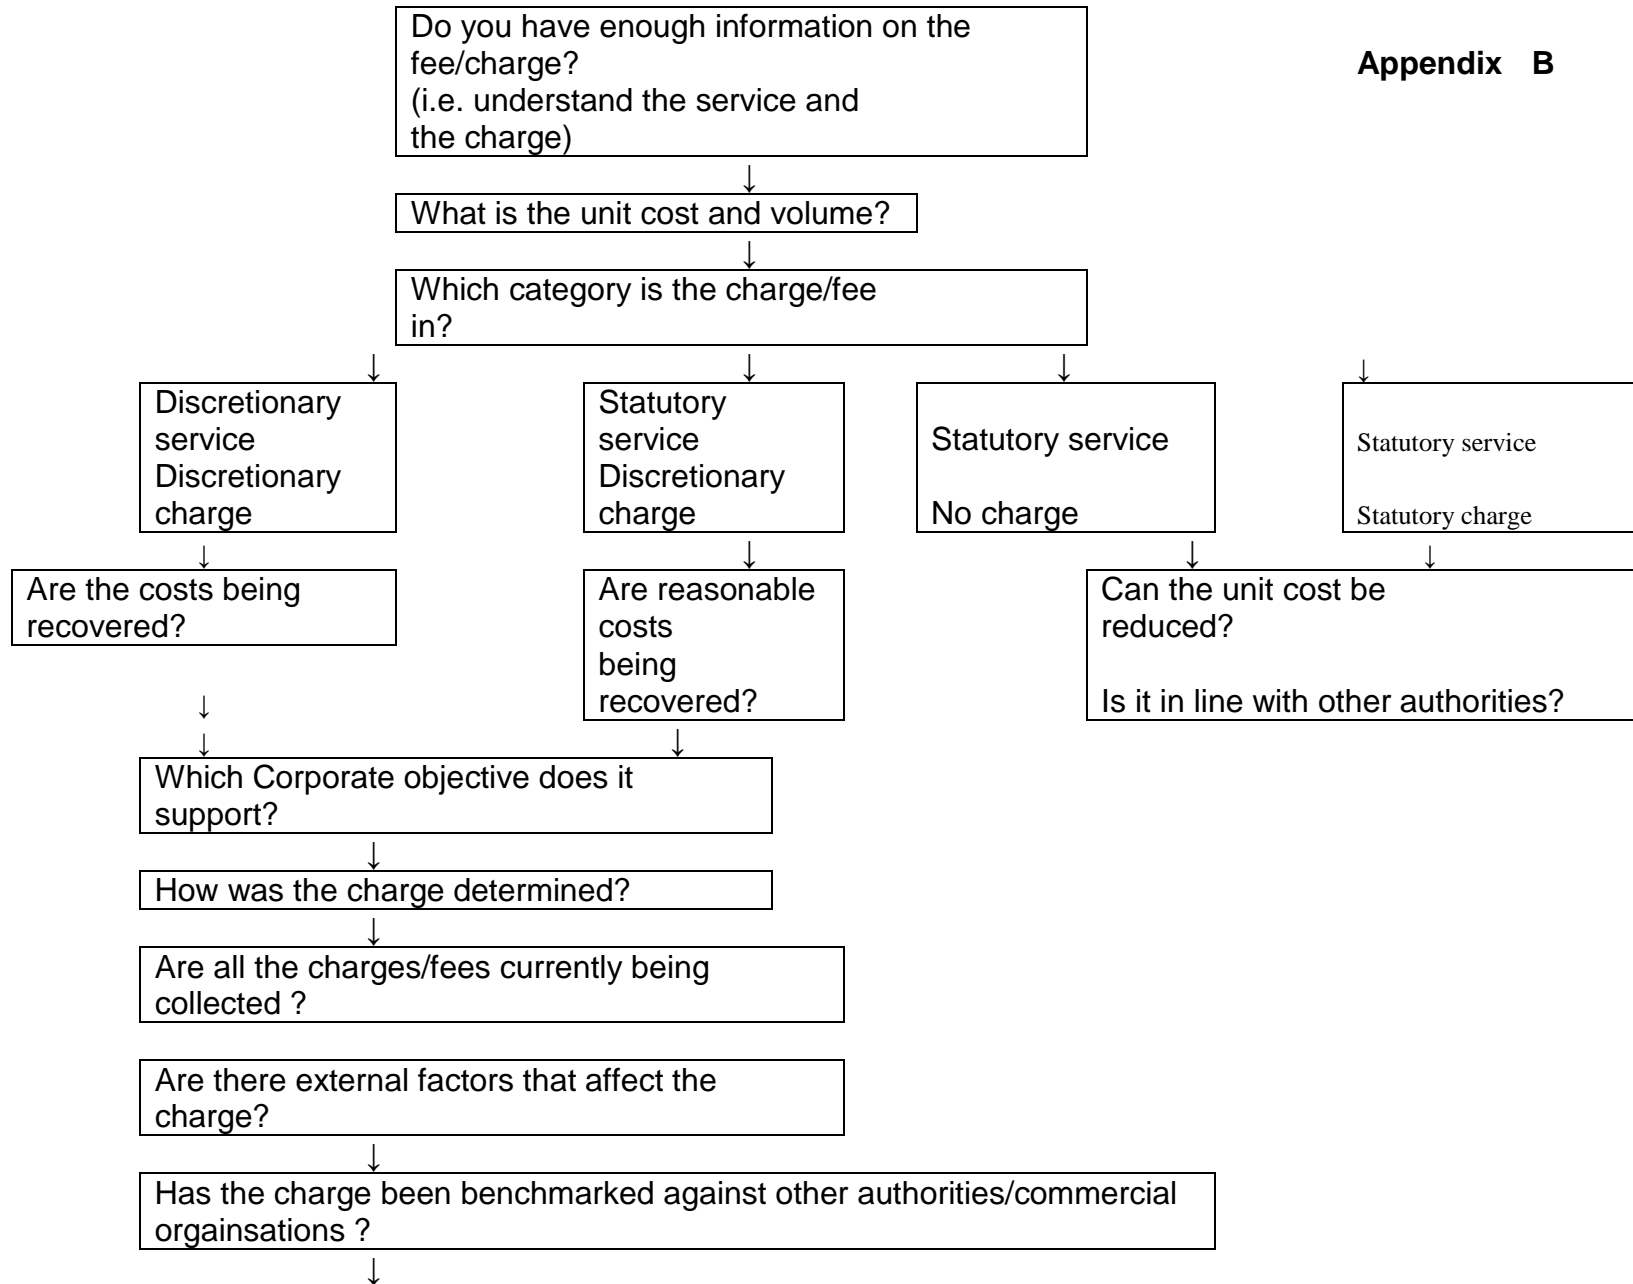 Do you have enough information on the
fee/charge?
(i.e. understand the service and
the charge)
Appendix B
↓
What is the unit cost and volume?
↓
Which category is the charge/fee
in?
↓ ↓ ↓ ↓
Discretionary
service
Discretionary
charge
Statutory
service
Discretionary
charge
Statutory service
No charge
Statutory service
Statutory charge
↓ ↓ ↓ ↓
Are the costs being
recovered?
Are reasonable
costs
being
recovered?
Can the unit cost be
reduced?
Is it in line with other authorities?
↓
↓ ↓
Which Corporate objective does it
support?
↓
How was the charge determined?
↓
Are all the charges/fees currently being
collected ?
Are there external factors that affect the
charge?
↓
Has the charge been benchmarked against other authorities/commercial
orgainsations ?
↓